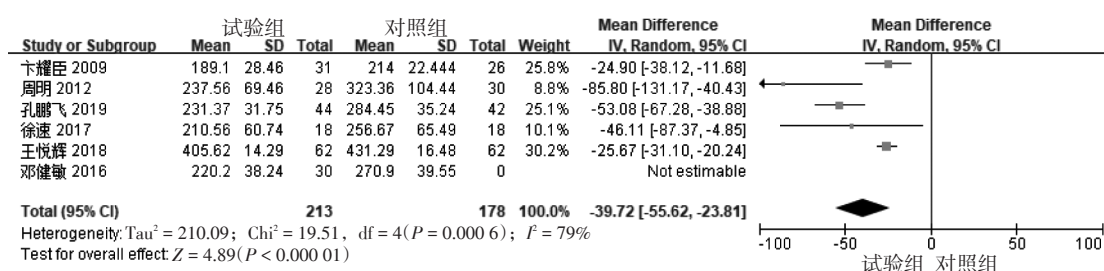 试验组 对照组 Mean Difference Mean Difference
Study or Subgroup Mean SD Total Mean SD Total Weight IV, Random, 95% CI IV, Random, 95% CI
卞耀臣 2009 189.1 28.46 31 214 22.444 26 25.8% -24.90 [-38.12, -11.68]
周明 2012 237.56 69.46 28 323.36 104.44 30 8.8% -85.80 [-131.17, -40.43]
孔鹏飞 2019 231.37 31.75 44 284.45 35.24 42 25.1% -53.08 [-67.28, -38.88]
徐速 2017 210.56 60.74 18 256.67 65.49 18 10.1% -46.11 [-87.37, -4.85]
王悦辉 2018 405.62 14.29 62 431.29 16.48 62 30.2% -25.67 [-31.10, -20.24]
邓健敏 2016 220.2 38.24 30 270.9 39.55 0 Not estimable
Total (95% CI) 213 178 100.0% -39.72 [-55.62, -23.81]
Heterogeneity: Tau² = 210.09; Chi² = 19.51, df = 4(P = 0.000 6); I² = 79%
Test for overall effect: Z = 4.89(P < 0.000 01)
-100 -50 0 50 100
试验组 对照组